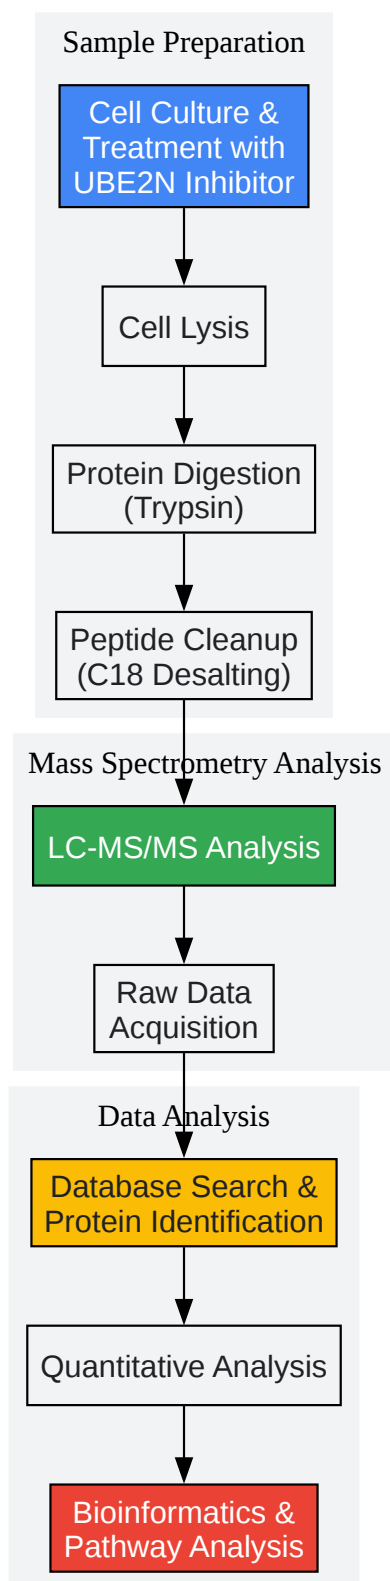 Sample Preparation
Cell Culture &
Treatment with
UBE2N Inhibitor
Cell Lysis
Protein Digestion
(Trypsin)
Peptide Cleanup
(C18 Desalting)
Mass Spectrometry Analysis
LC-MS/MS Analysis
Raw Data
Acquisition
Data Analysis
Database Search &
Protein Identification
Quantitative Analysis
Bioinformatics &
Pathway Analysis